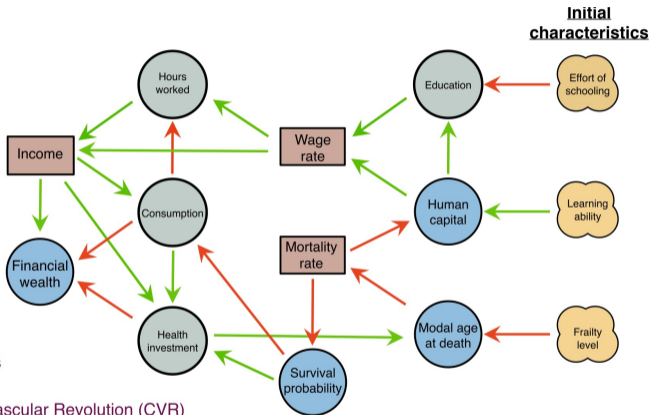 Initial
characteristics
Hours
worked
Education
Effort of
schooling
Income
Wage
rate
Consumption
Human
capital
Learning
ability
Financial
wealth
Mortality
rate
Health
investment
Modal age
at death
Frailty
level
Survival
probability
s
ascular Revolution (CVR)